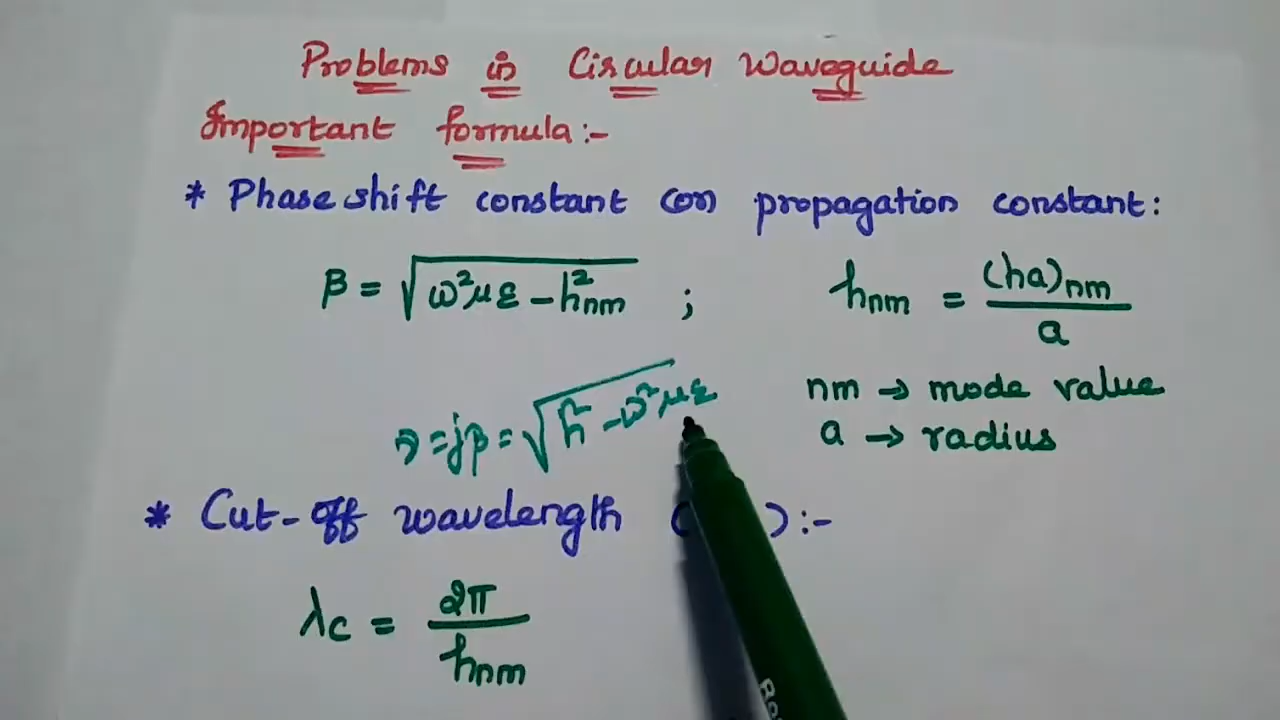 Problems in Circular Waveguide
Important formula:-
* Phase shift constant (or) propagation constant:
β = √(ω²με - h²nm) ; hnm = (ha)nm / a
γ = jβ = √(h² - ω²με)
nm → mode value
a → radius
* Cut-off wavelength ( ):-
λc = 2π / hnm